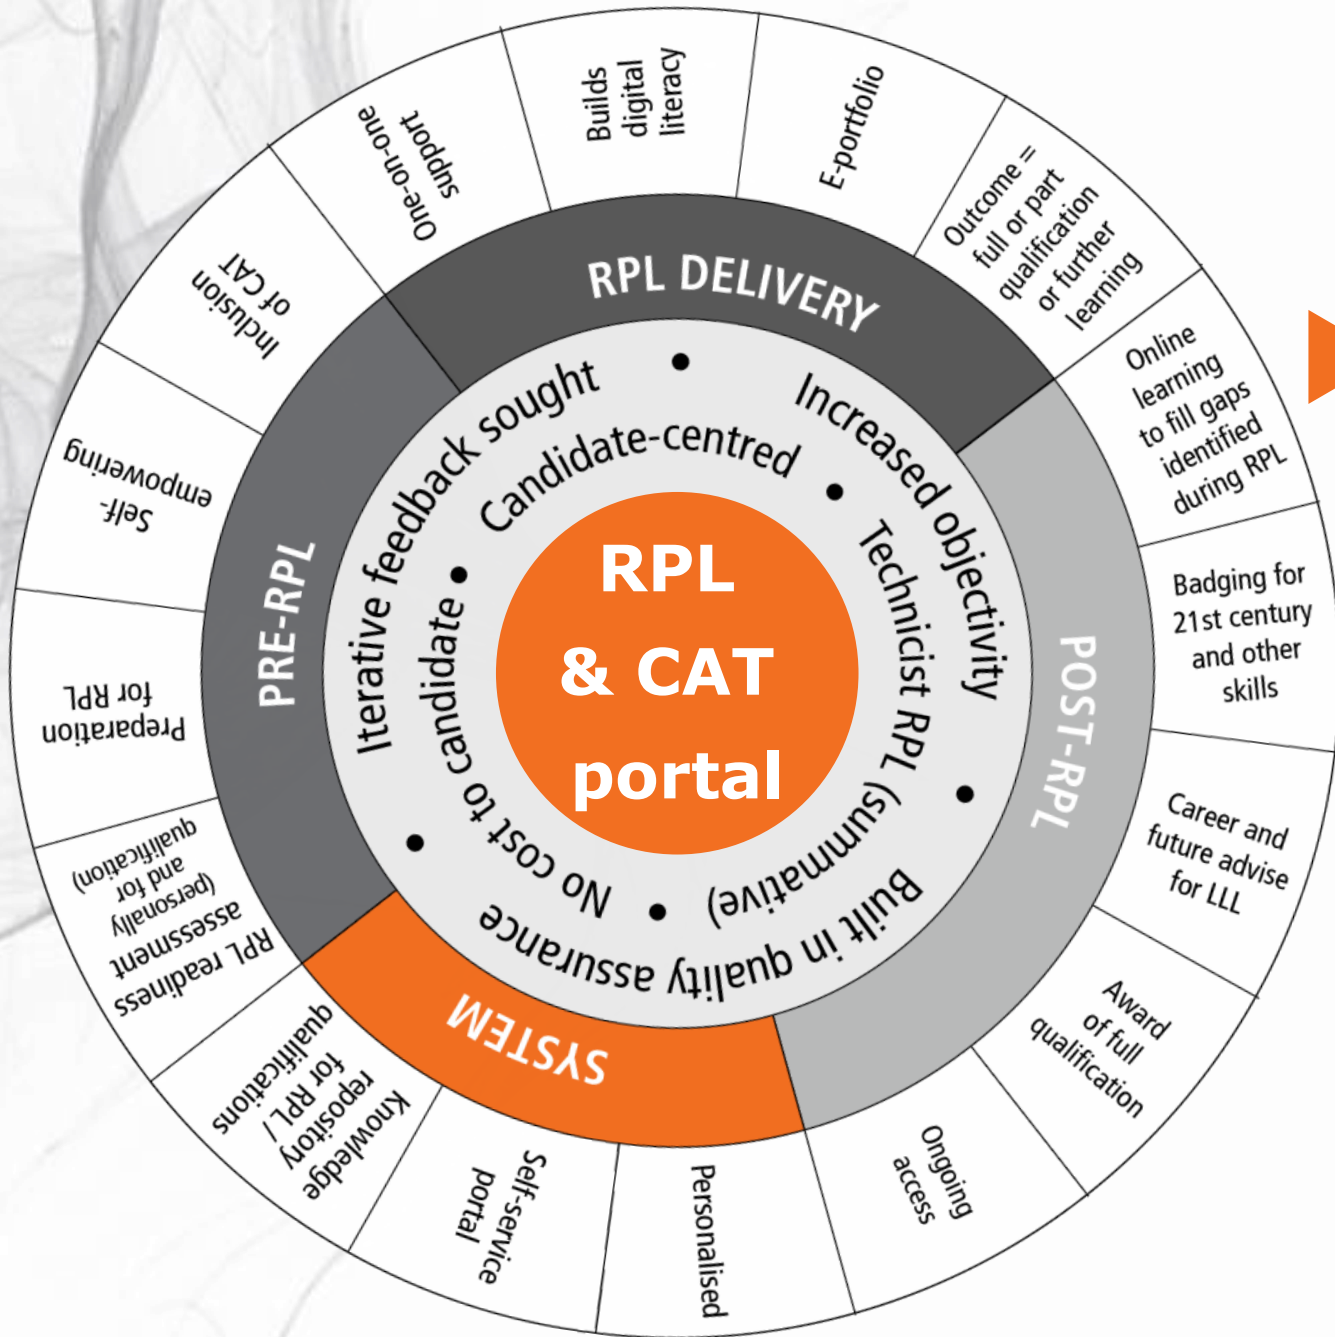 RPL
& CAT
portal
Candidate-centred
Technicist RPL (summative)
No cost to candidate
Iterative feedback sought
Increased objectivity
Built in quality assurance
RPL DELIVERY
One-on-one
support
Builds
digital
literacy
E-portfolio
Outcome =
full or part
qualification
or further
learning
POST-RPL
Online
learning
to fill gaps
identified
during RPL
Badging for
21st century
and other
skills
Career and
future advise
for LLL
Award
of full
qualification
Ongoing
access
SYSTEM
Personalised
Self-service
portal
Knowledge
repository
for RPL /
qualifications
PRE-RPL
RPL readiness
assessment
(personally
and for
qualification)
Preparation
for RPL
Self-
empowering
Inclusion
of CAT